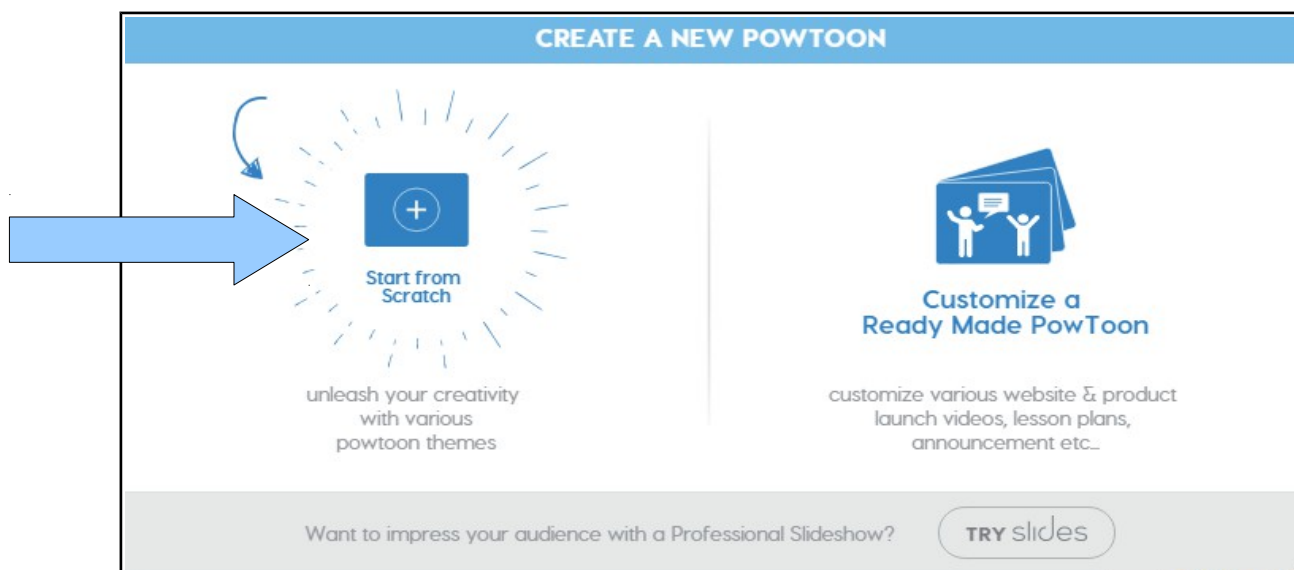 CREATE A NEW POWTOON
Start from
Scratch
unleash your creativity
with various
powtoon themes
Customize a
Ready Made PowToon
customize various website & product
launch videos, lesson plans,
announcement etc...
Want to impress your audience with a Professional Slideshow?
TRY slides